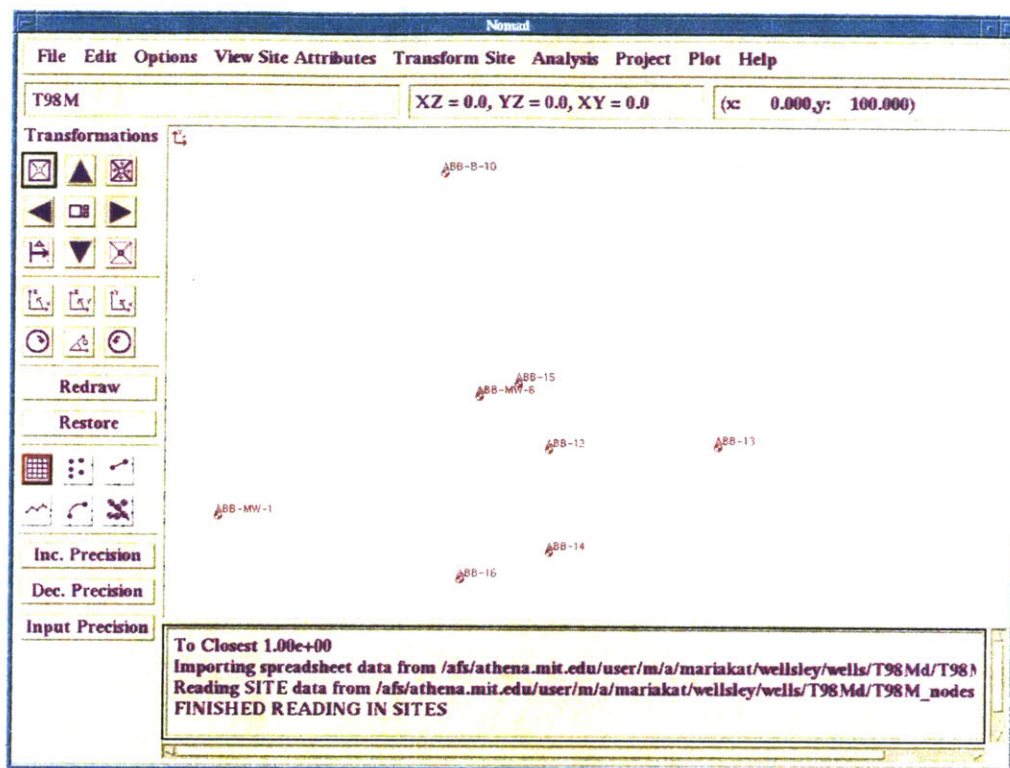 Nomad
File Edit Options View Site Attributes Transform Site Analysis Project Plot Help
T98M
XZ = 0.0, YZ = 0.0, XY = 0.0
(x: 0.000,y: 100.000)
Transformations
ABB-B-10
ABB-15
ABB-MW-6
ABB-12
ABB-13
ABB-MW-1
ABB-14
ABB-16
Redraw
Restore
Inc. Precision
Dec. Precision
Input Precision
To Closest 1.00e+00
Importing spreadsheet data from /afs/athena.mit.edu/user/m/a/mariakat/wellsley/wells/T98Md/T98M
Reading SITE data from /afs/athena.mit.edu/user/m/a/mariakat/wellsley/wells/T98Md/T98M_nodes
FINISHED READING IN SITES